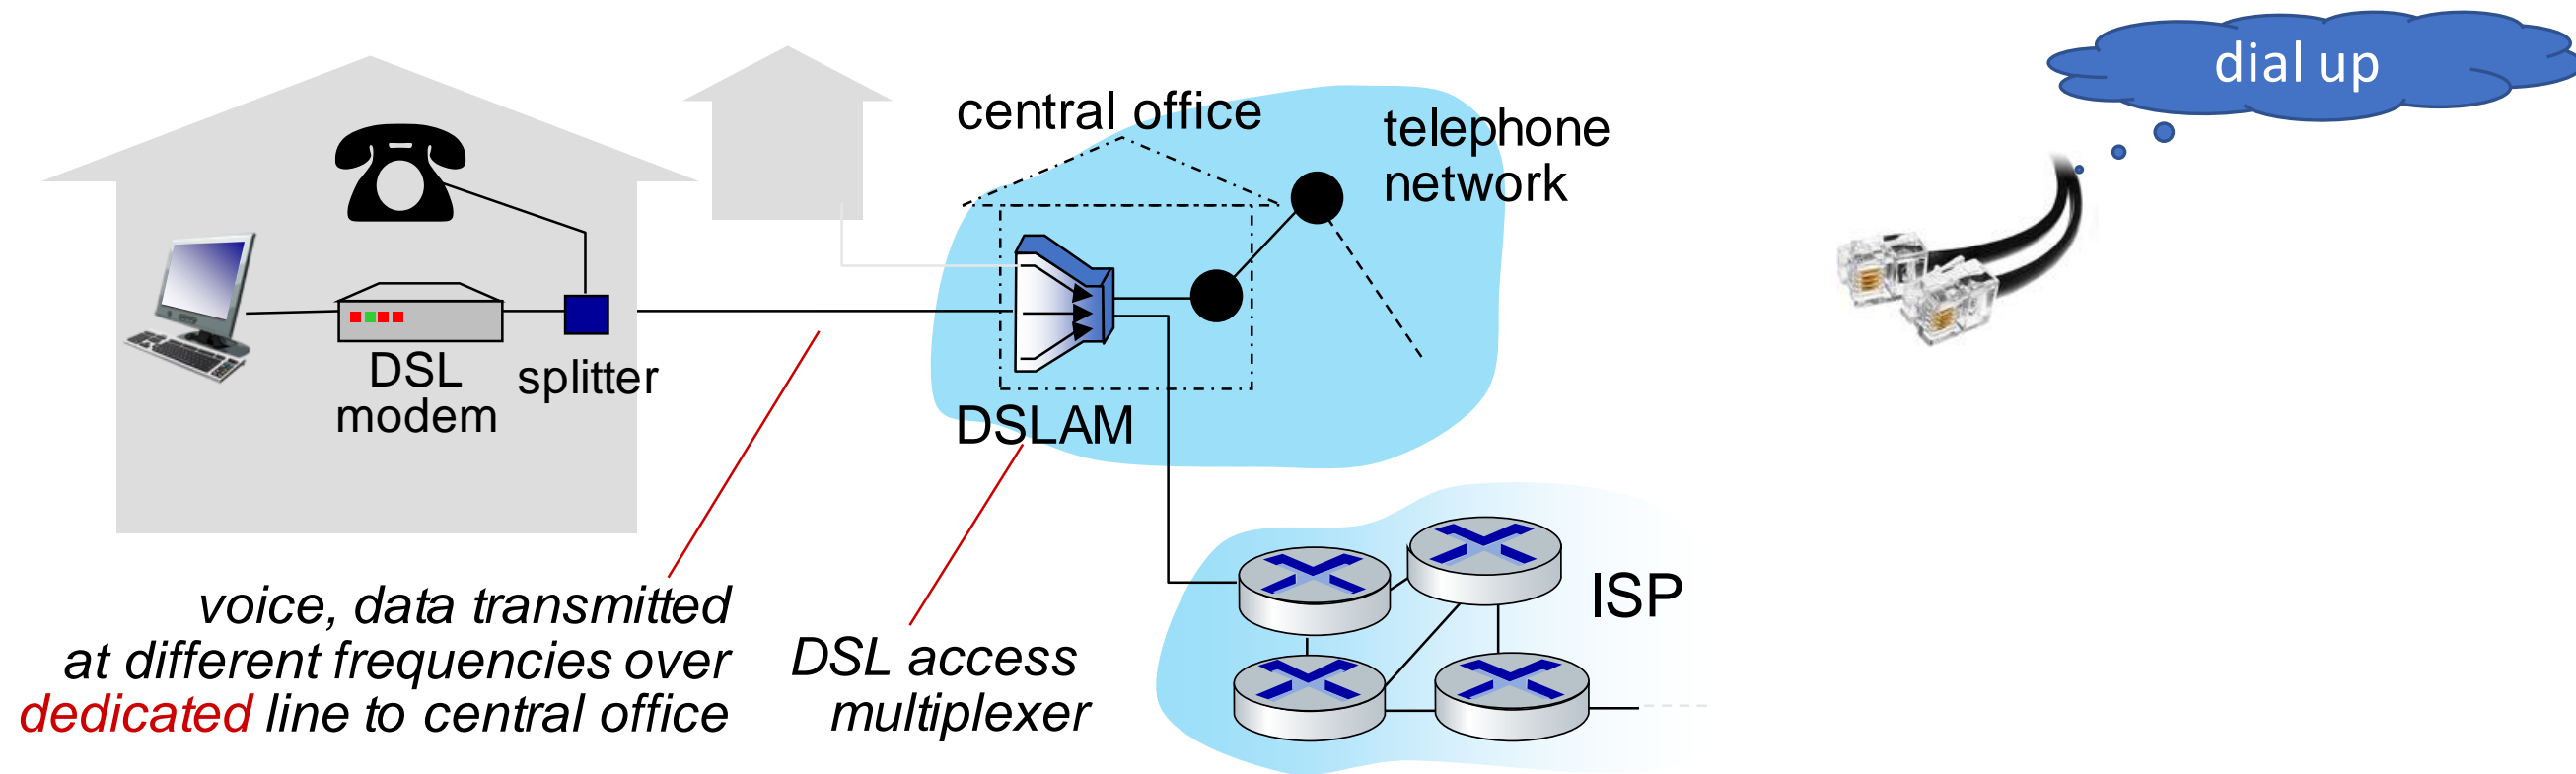 dial up
central office
telephone
network
DSL
modem
splitter
DSLAM
ISP
voice, data transmitted
at different frequencies over
dedicated line to central office
DSL access
multiplexer